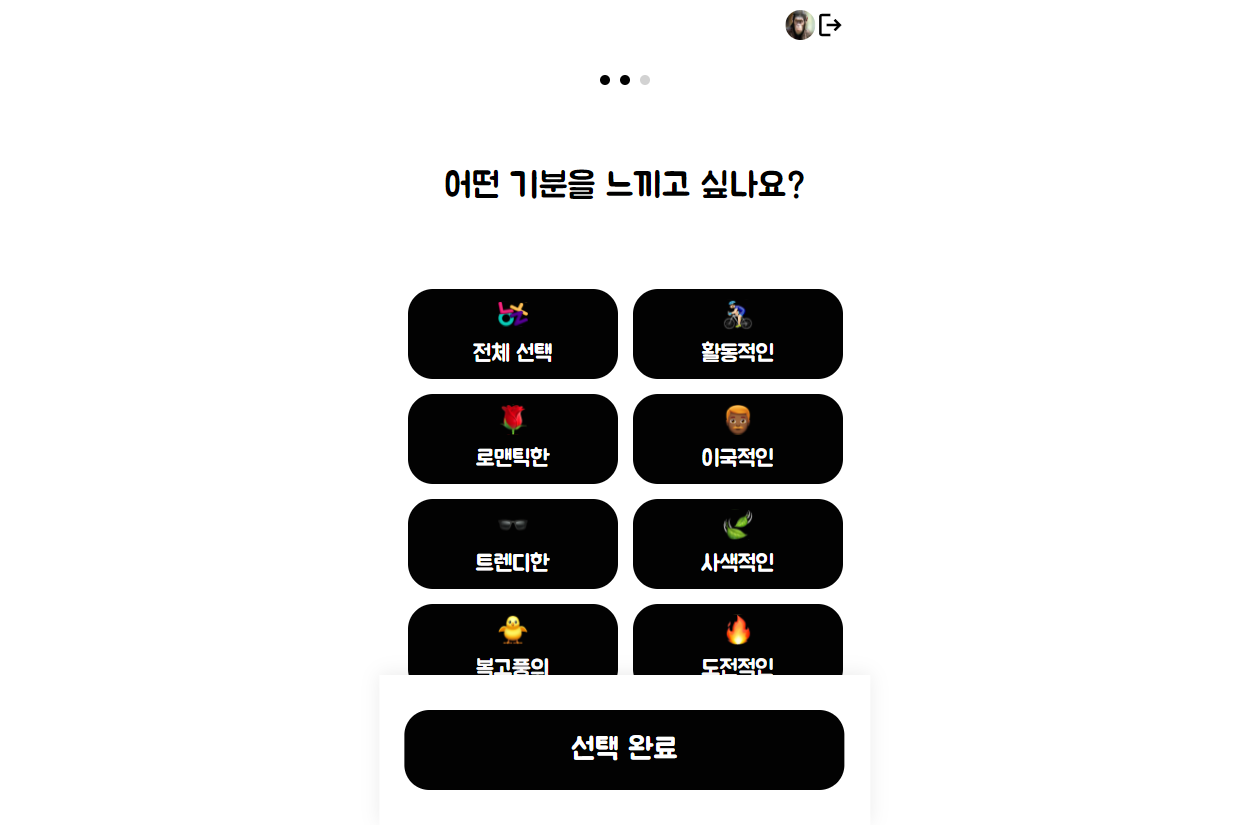 어떤 기분을 느끼고 싶나요?
전체 선택
활동적인
로맨틱한
이국적인
트렌디한
사색적인
복고풍의
도전적인
선택 완료